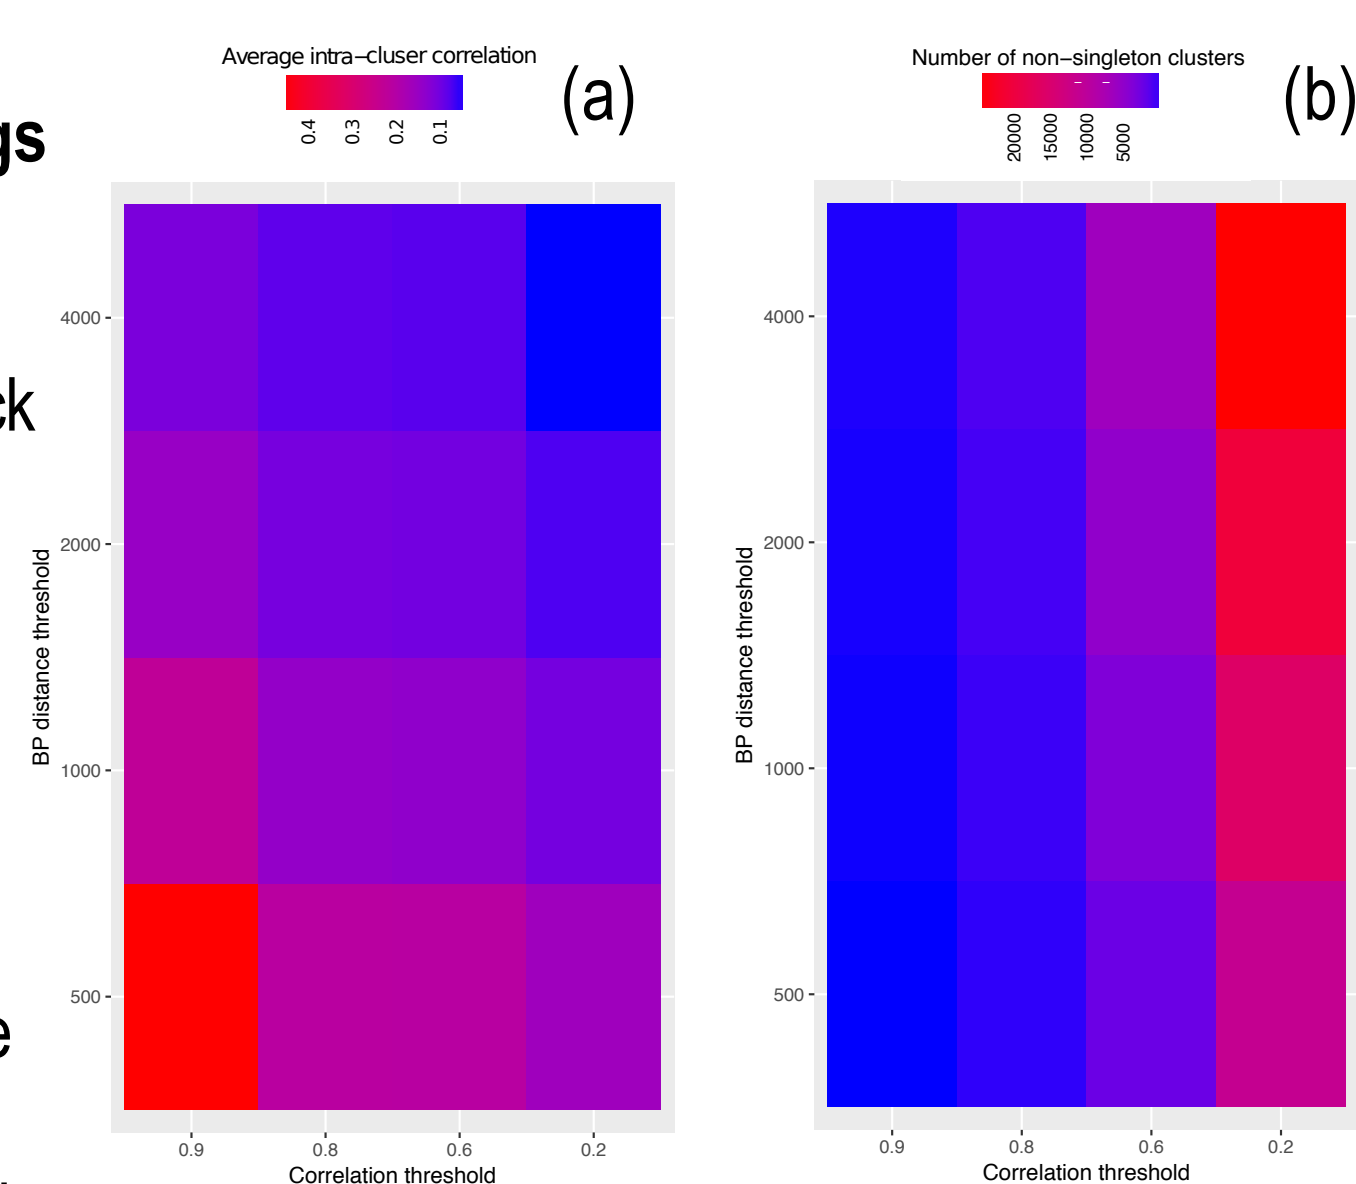 Average intra−cluser correlation
(a)
0.4
0.3
0.2
0.1
gs
ck
e
4000
2000
1000
500
BP distance threshold
0.9
0.8
0.6
0.2
Correlation threshold
Number of non−singleton clusters
(b)
20000
15000
10000
5000
4000
2000
1000
500
BP distance threshold
0.9
0.8
0.6
0.2
Correlation threshold